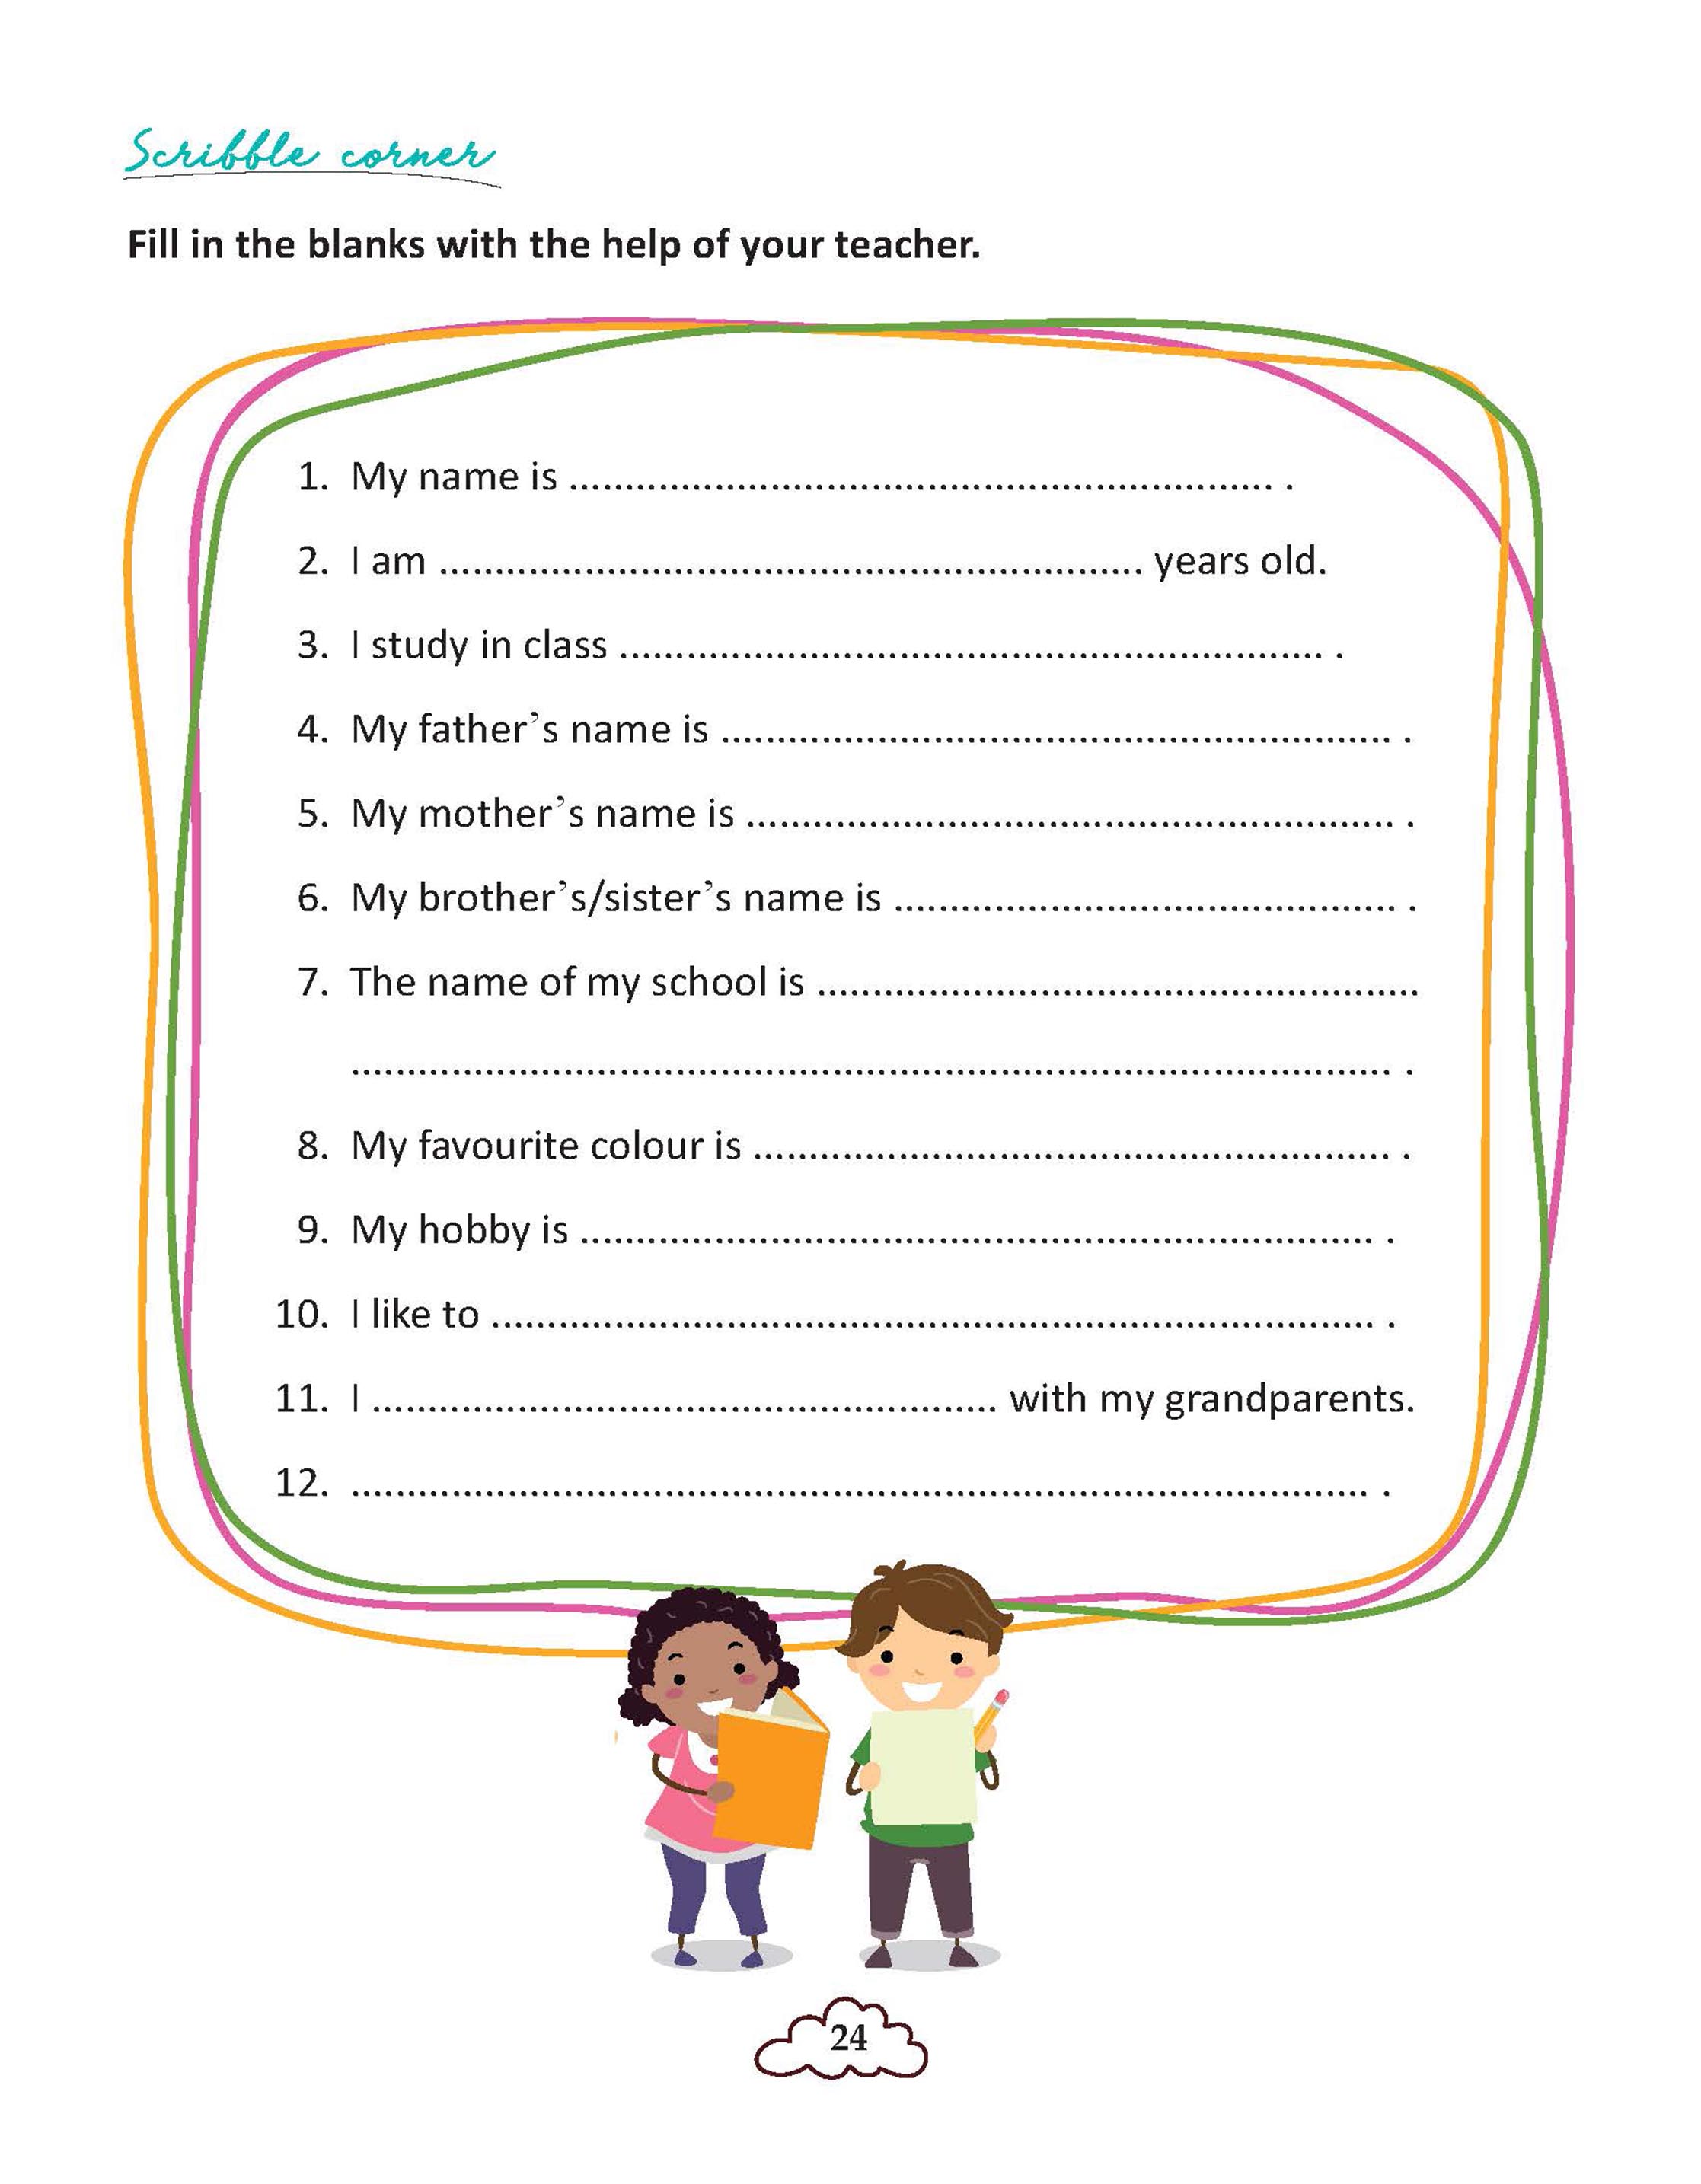 Scribble corner
Fill in the blanks with the help of your teacher.
1. My name is ............................................................... .
2. I am ............................................................... years old.
3. I study in class ............................................................... .
4. My father’s name is ............................................................ .
5. My mother’s name is .......................................................... .
6. My brother’s/sister’s name is ............................................. .
7. The name of my school is ......................................................
............................................................................................. .
8. My favourite colour is ......................................................... .
9. My hobby is ....................................................................... .
10. I like to ............................................................................... .
11. I ........................................................ with my grandparents.
12. ........................................................................................... .
24